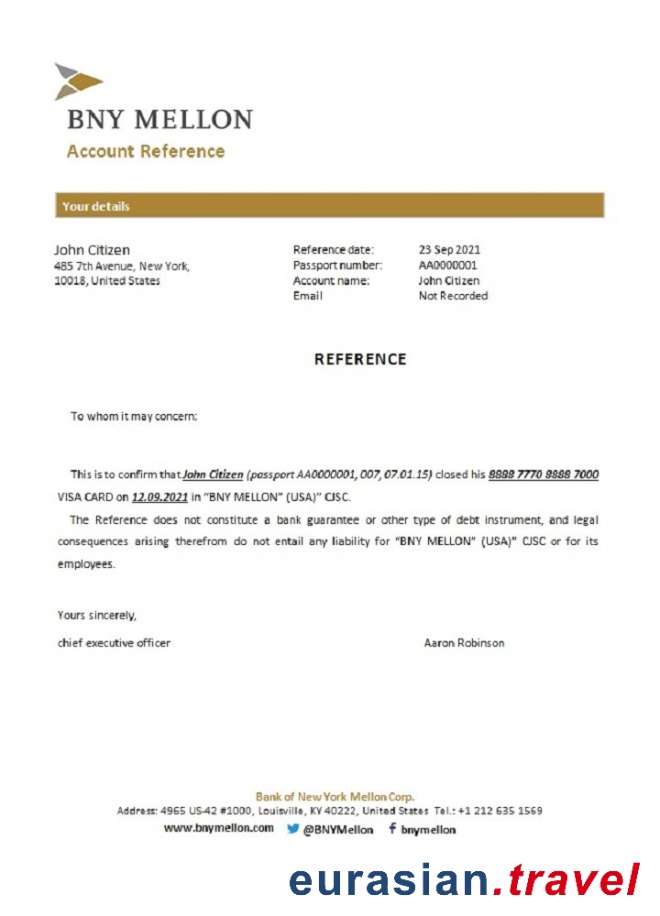 BNY MELLON
Account Reference
Your details
John Citizen
485 7th Avenue, New York,
10018, United States
Reference date: 23 Sep 2021
Passport number: AA0000001
Account name: John Citizen
Email Not Recorded
REFERENCE
To whom it may concern:
This is to confirm that John Citizen (passport AA0000001, 007, 07.01.15) closed his 8888 7770 8888 7000
VISA CARD on 12.09.2021 in “BNY MELLON” (USA)” CJSC.
The Reference does not constitute a bank guarantee or other type of debt instrument, and legal
consequences arising therefrom do not entail any liability for “BNY MELLON” (USA)” CJSC or for its
employees.
Yours sincerely,
chief executive officer Aaron Robinson
Bank of New York Mellon Corp.
Address: 4965 US-42 #1000, Louisville, KY 40222, United States Tel.: +1 212 635 1569
www.bnymellon.com @BNYMellon f bnymellon
eurasian.travel